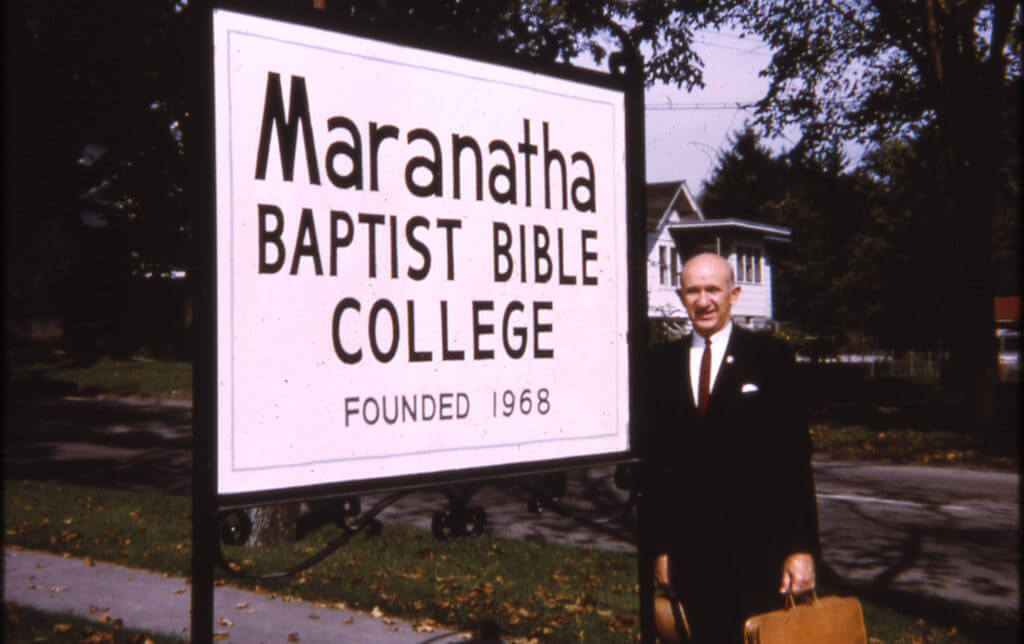 Maranatha
BAPTIST BIBLE
COLLEGE
FOUNDED 1968